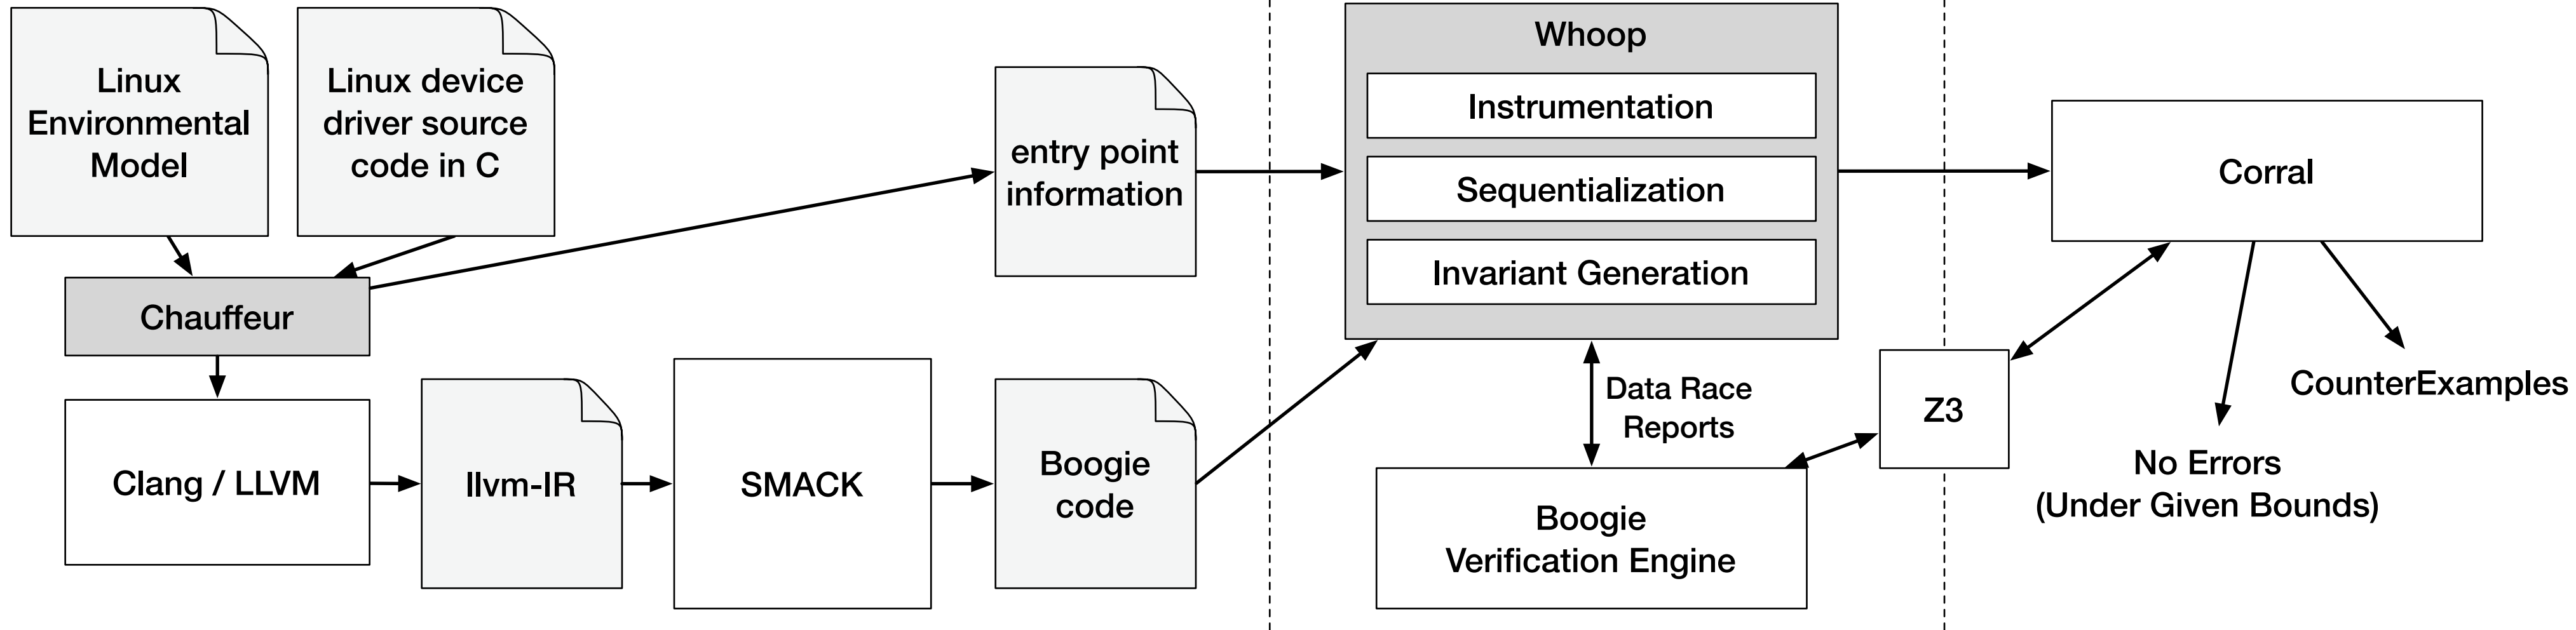 Linux
Environmental
Model
Linux device
driver source
code in C
Chauffeur
Clang / LLVM
llvm-IR
SMACK
entry point
information
Boogie
code
Whoop
Instrumentation
Sequentialization
Invariant Generation
Data Race
Reports
Boogie
Verification Engine
Z3
Corral
CounterExamples
No Errors
(Under Given Bounds)